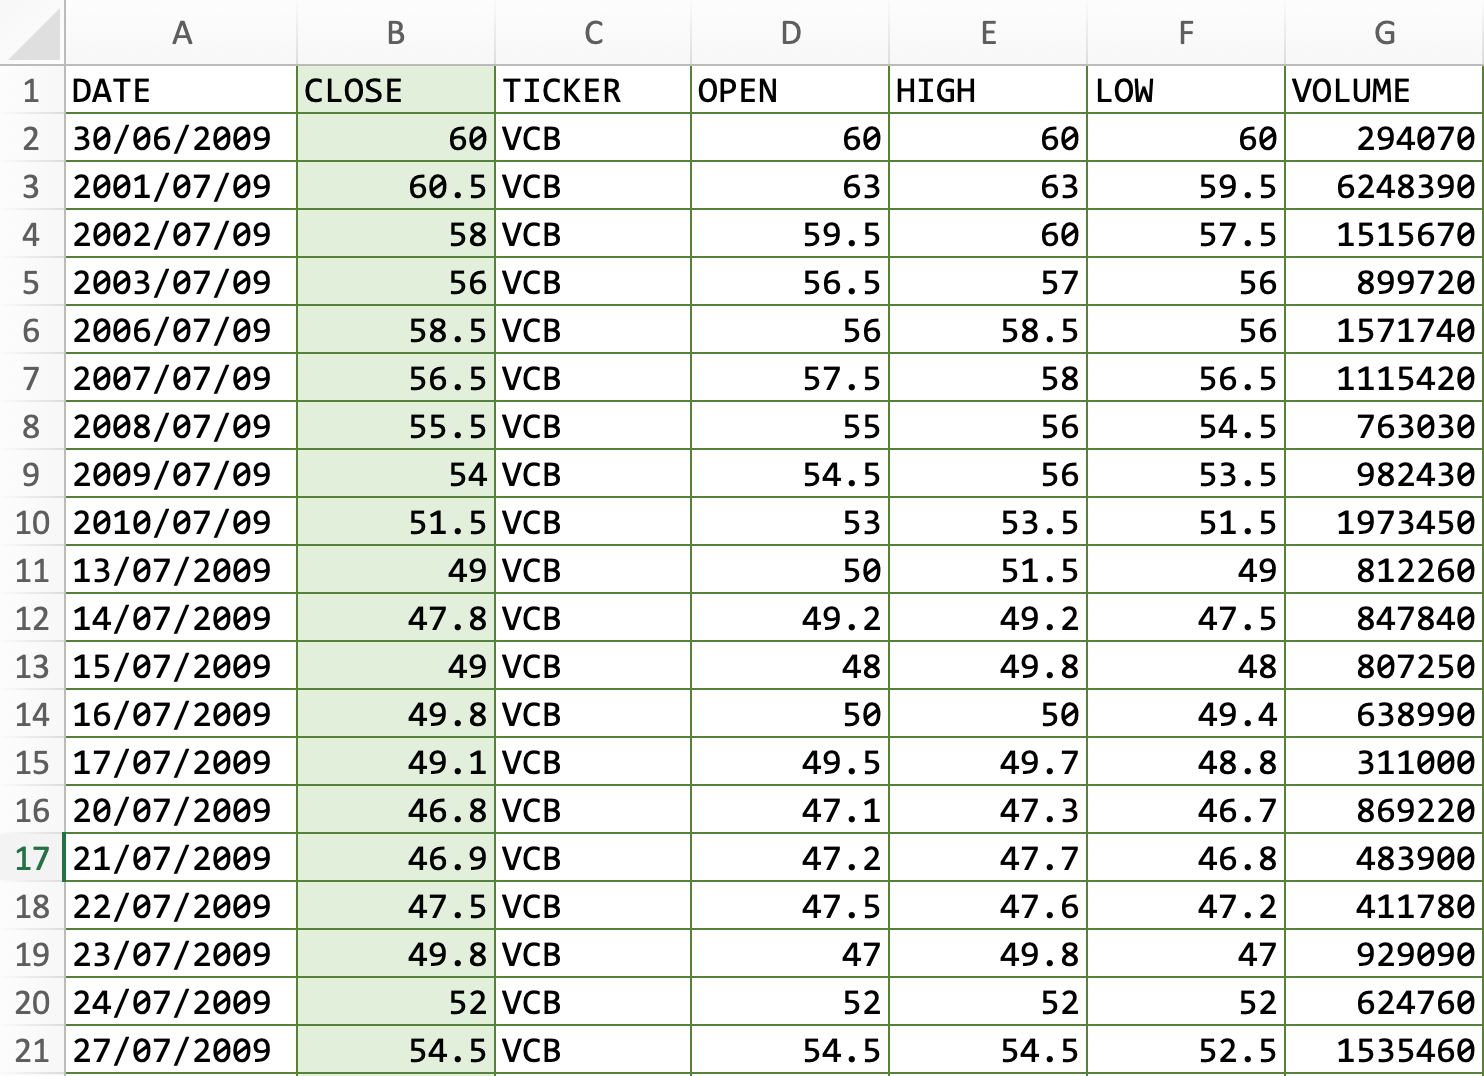 A B C D E F G
1 DATE CLOSE TICKER OPEN HIGH LOW VOLUME
2 30/06/2009 60 VCB 60 60 60 294070
3 2001/07/09 60.5 VCB 63 63 59.5 6248390
4 2002/07/09 58 VCB 59.5 60 57.5 1515670
5 2003/07/09 56 VCB 56.5 57 56 899720
6 2006/07/09 58.5 VCB 56 58.5 56 1571740
7 2007/07/09 56.5 VCB 57.5 58 56.5 1115420
8 2008/07/09 55.5 VCB 55 56 54.5 763030
9 2009/07/09 54 VCB 54.5 56 53.5 982430
10 2010/07/09 51.5 VCB 53 53.5 51.5 1973450
11 13/07/2009 49 VCB 50 51.5 49 812260
12 14/07/2009 47.8 VCB 49.2 49.2 47.5 847840
13 15/07/2009 49 VCB 48 49.8 48 807250
14 16/07/2009 49.8 VCB 50 50 49.4 638990
15 17/07/2009 49.1 VCB 49.5 49.7 48.8 311000
16 20/07/2009 46.8 VCB 47.1 47.3 46.7 869220
17 21/07/2009 46.9 VCB 47.2 47.7 46.8 483900
18 22/07/2009 47.5 VCB 47.5 47.6 47.2 411780
19 23/07/2009 49.8 VCB 47 49.8 47 929090
20 24/07/2009 52 VCB 52 52 52 624760
21 27/07/2009 54.5 VCB 54.5 54.5 52.5 1535460